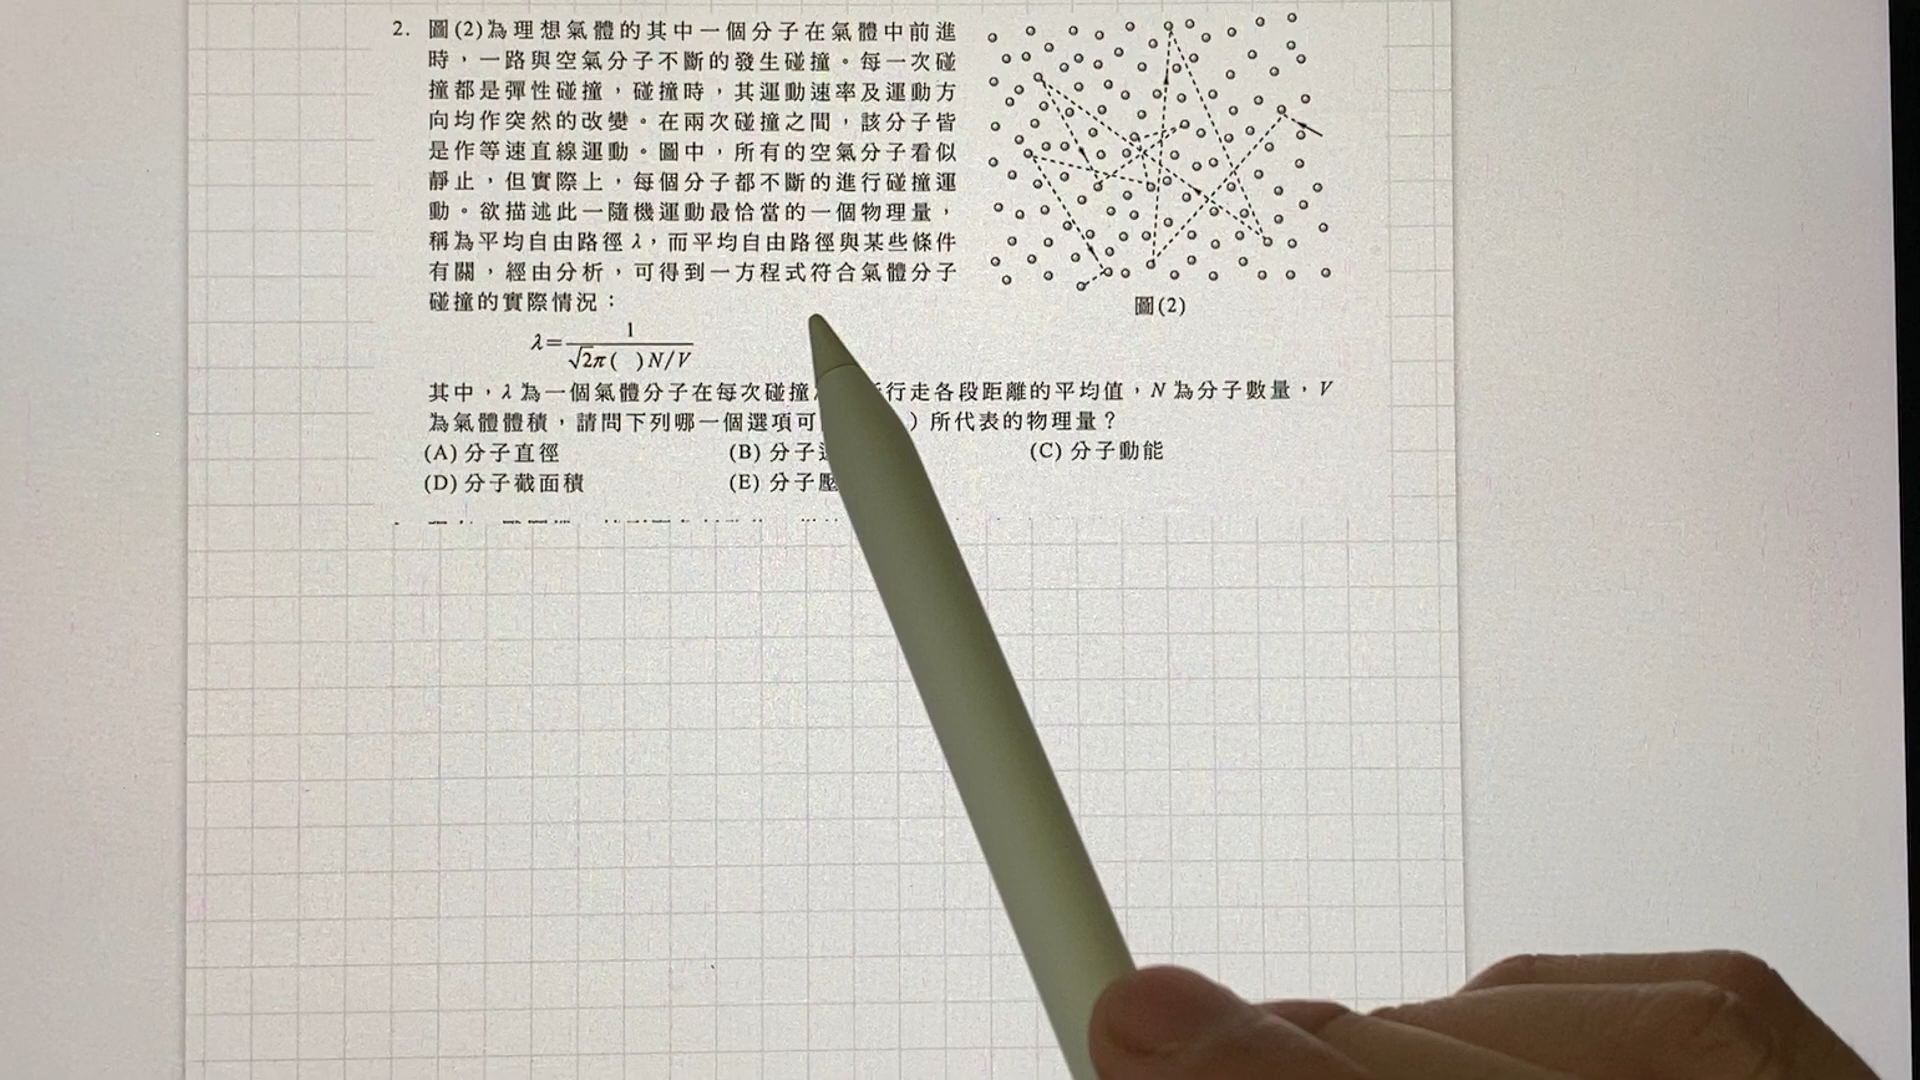 2. 圖(2)為理想氣體的其中一個分子在氣體中前進
時，一路與空氣分子不斷的發生碰撞。每一次碰
撞都是彈性碰撞，碰撞時，其運動速率及運動方
向均作突然的改變。在兩次碰撞之間，該分子皆
是作等速直線運動。圖中，所有的空氣分子看似
靜止，但實際上，每個分子都不斷的進行碰撞運
動。欲描述此一隨機運動最恰當的一個物理量，
稱為平均自由路徑λ，而平均自由路徑與某些條件
有關，經由分析，可得到一方程式符合氣體分子
碰撞的實際情況：
圖(2)
λ=1/(√2π( )N/V)
其中，λ為一個氣體分子在每次碰撞 行走各段距離的平均值，N為分子數量，V
為氣體體積，請問下列哪一個選項可 ）所代表的物理量？
(A) 分子直徑 (B) 分子 (C) 分子動能
(D) 分子截面積 (E) 分子壓